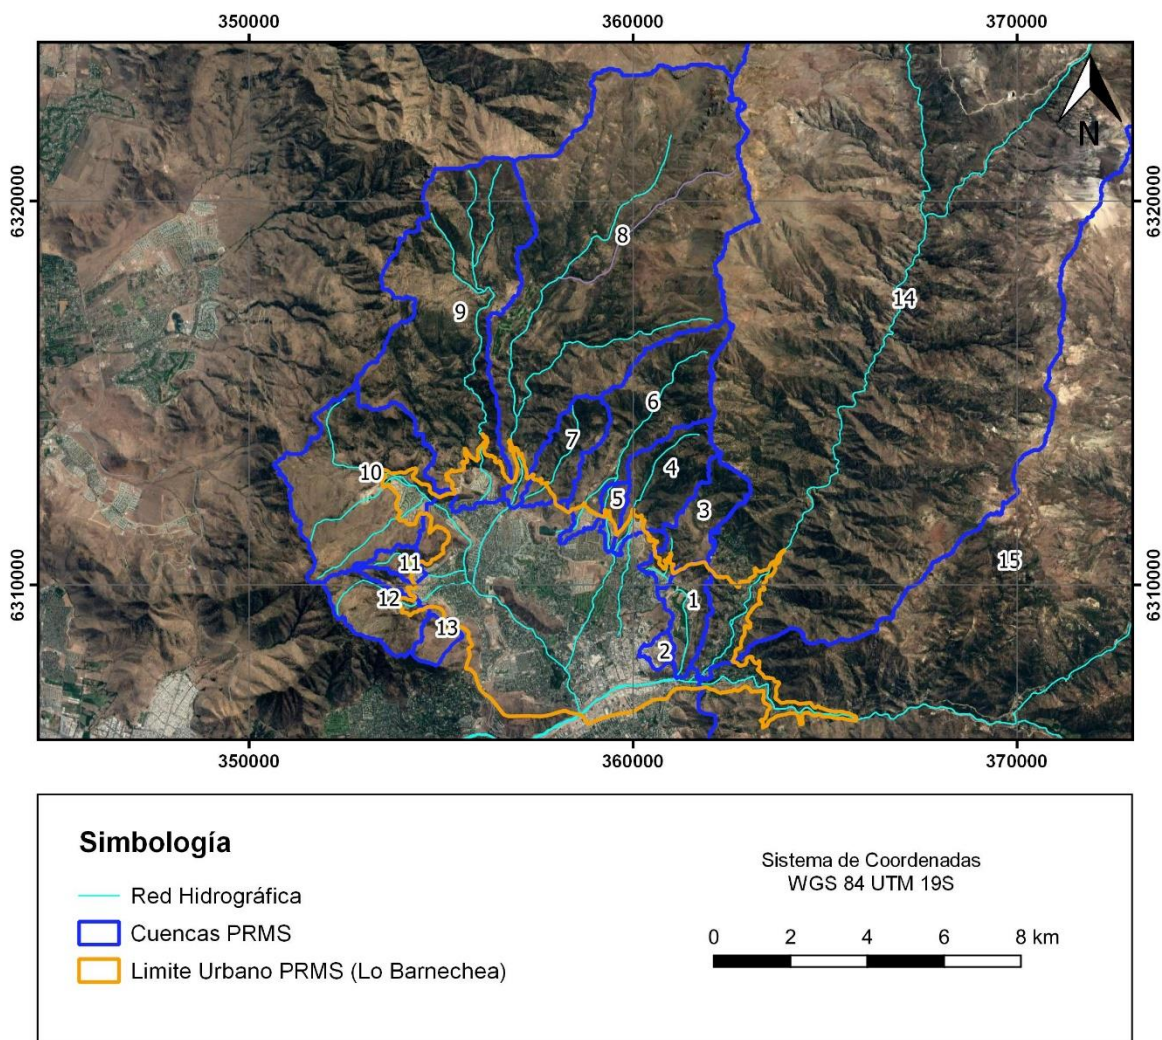 350000 360000 370000
N
6320000 6320000
8
14
9
6
7
10
4
5
3
11
15
6310000 6310000
12
1
13
2
350000 360000 370000
Simbología
Red Hidrográfica
Cuencas PRMS
Limite Urbano PRMS (Lo Barnechea)
Sistema de Coordenadas
WGS 84 UTM 19S
0 2 4 6 8 km